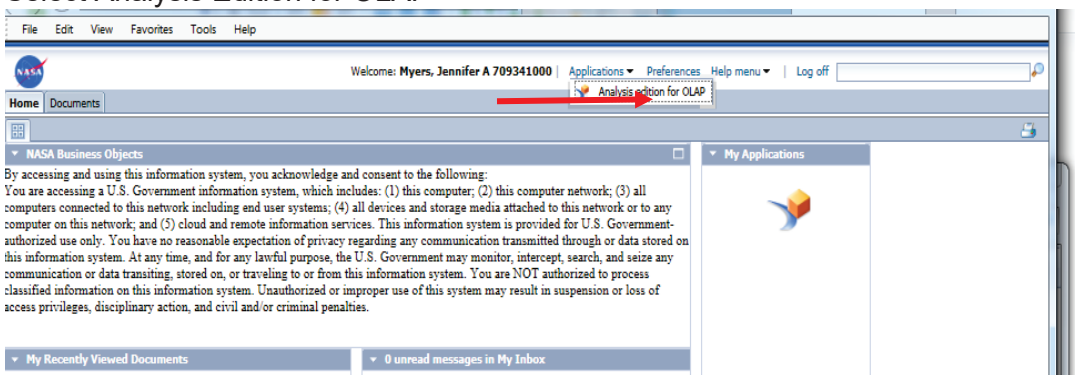 Select Analysis Edition for OLAP
File Edit View Favorites Tools Help
NASA
Welcome: Myers, Jennifer A 709341000 | Applications Preferences Help menu | Log off
Analysis edition for OLAP
Home Documents
NASA Business Objects
My Applications
By accessing and using this information system, you acknowledge and consent to the following:
You are accessing a U.S. Government information system, which includes: (1) this computer; (2) this computer network; (3) all
computers connected to this network including end user systems; (4) all devices and storage media attached to this network or to any
computer on this network; and (5) cloud and remote information services. This information system is provided for U.S. Government-
authorized use only. You have no reasonable expectation of privacy regarding any communication transmitted through or data stored on
this information system. At any time, and for any lawful purpose, the U.S. Government may monitor, intercept, search, and seize any
communication or data transiting, stored on, or traveling to or from this information system. You are NOT authorized to process
classified information on this information system. Unauthorized or improper use of this system may result in suspension or loss of
access privileges, disciplinary action, and civil and/or criminal penalties.
My Recently Viewed Documents
0 unread messages in My Inbox